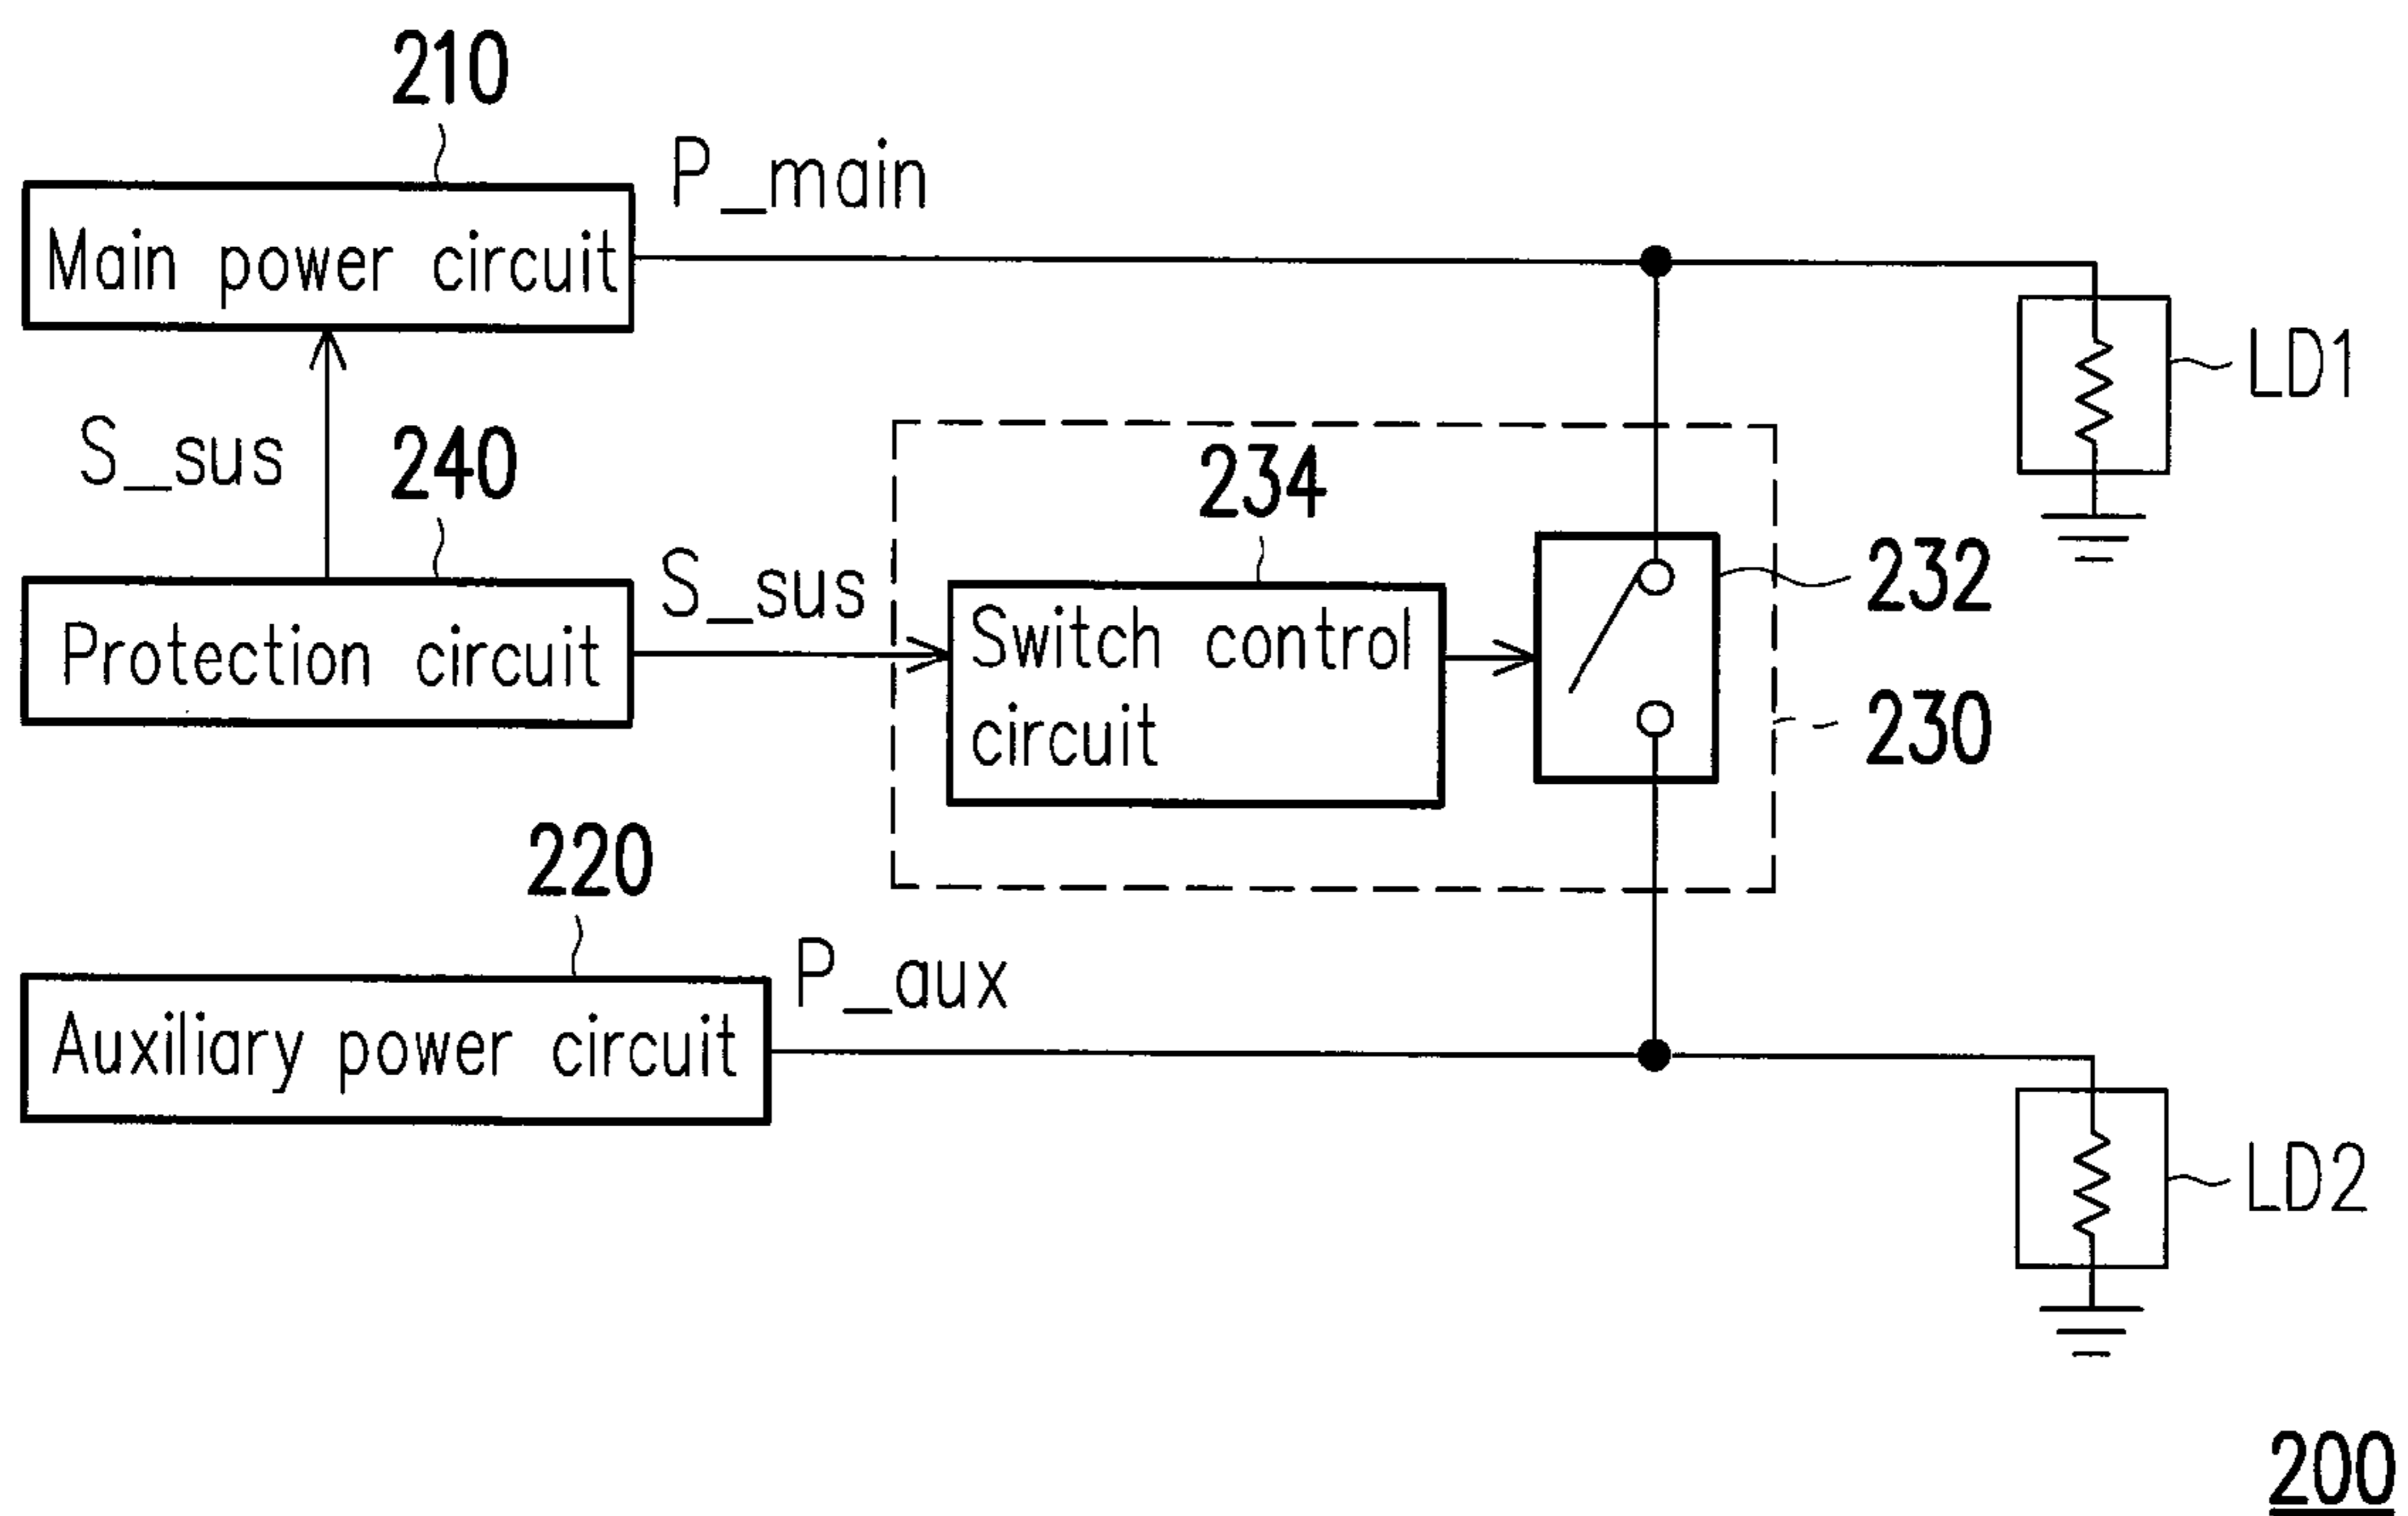 210
P_main
Main power circuit
LD1
S_sus
240
234
S_sus
232
Protection circuit
Switch control
circuit
230
220
P_aux
Auxiliary power circuit
LD2
200